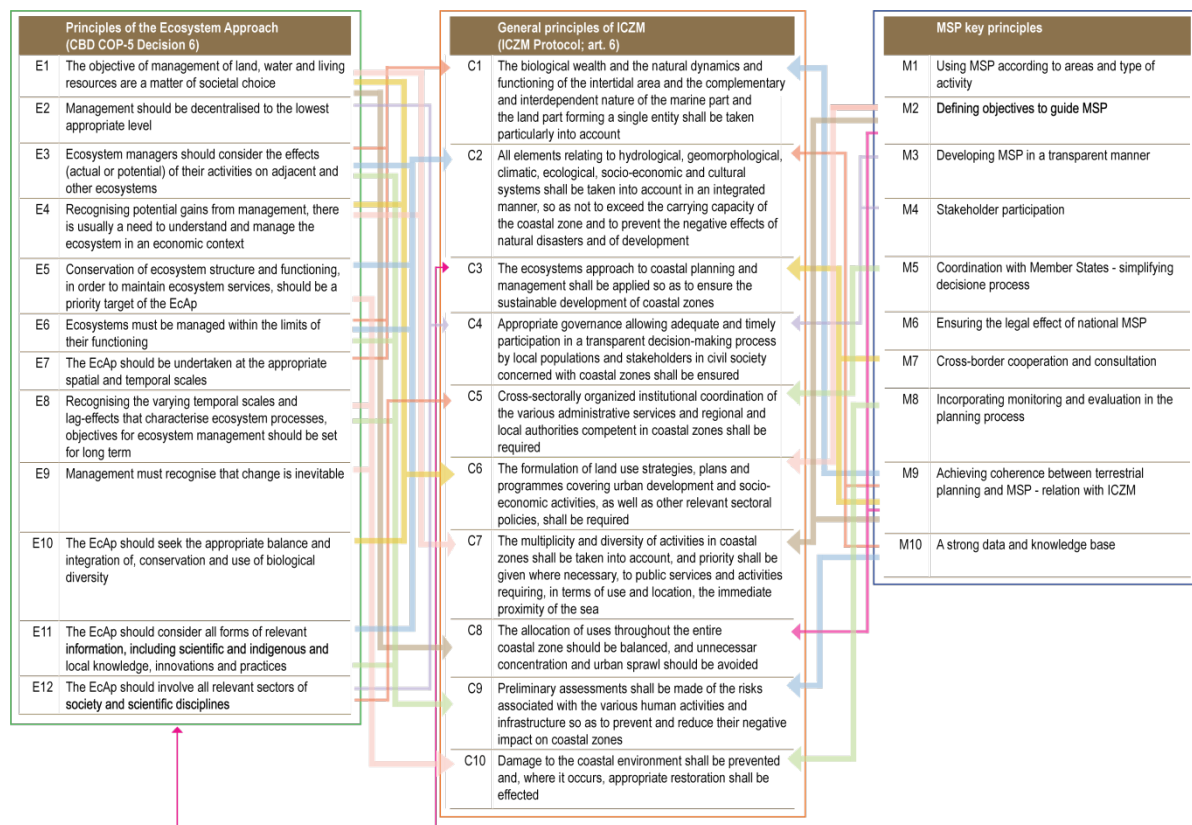 Principles of the Ecosystem Approach
(CBD COP-5 Decision 6)
E1 The objective of management of land, water and living
resources are a matter of societal choice
E2 Management should be decentralised to the lowest
appropriate level
E3 Ecosystem managers should consider the effects
(actual or potential) of their activities on adjacent and
other ecosystems
E4 Recognising potential gains from management, there
is usually a need to understand and manage the
ecosystem in an economic context
E5 Conservation of ecosystem structure and functioning,
in order to maintain ecosystem services, should be a
priority target of the EcAp
E6 Ecosystems must be managed within the limits of
their functioning
E7 The EcAp should be undertaken at the appropriate
spatial and temporal scales
E8 Recognising the varying temporal scales and
lag-effects that characterise ecosystem processes,
objectives for ecosystem management should be set
for long term
E9 Management must recognise that change is inevitable
E10 The EcAp should seek the appropriate balance and
integration of, conservation and use of biological
diversity
E11 The EcAp should consider all forms of relevant
information, including scientific and indigenous and
local knowledge, innovations and practices
E12 The EcAp should involve all relevant sectors of
society and scientific disciplines
General principles of ICZM
(ICZM Protocol; art. 6)
C1 The biological wealth and the natural dynamics and
functioning of the intertidal area and the complementary
and interdependent nature of the marine part and
the land part forming a single entity shall be taken
particularly into account
C2 All elements relating to hydrological, geomorphological,
climatic, ecological, socio-economic and cultural
systems shall be taken into account in an integrated
manner, so as not to exceed the carrying capacity of
the coastal zone and to prevent the negative effects of
natural disasters and of development
C3 The ecosystems approach to coastal planning and
management shall be applied so as to ensure the
sustainable development of coastal zones
C4 Appropriate governance allowing adequate and timely
participation in a transparent decision-making process
by local populations and stakeholders in civil society
concerned with coastal zones shall be ensured
C5 Cross-sectorally organized institutional coordination of
the various administrative services and regional and
local authorities competent in coastal zones shall be
required
C6 The formulation of land use strategies, plans and
programmes covering urban development and socio-
economic activities, as well as other relevant sectoral
policies, shall be required
C7 The multiplicity and diversity of activities in coastal
zones shall be taken into account, and priority shall be
given where necessary, to public services and activities
requiring, in terms of use and location, the immediate
proximity of the sea
C8 The allocation of uses throughout the entire
coastal zone should be balanced, and unnecessar
concentration and urban sprawl should be avoided
C9 Preliminary assessments shall be made of the risks
associated with the various human activities and
infrastructure so as to prevent and reduce their negative
impact on coastal zones
C10 Damage to the coastal environment shall be prevented
and, where it occurs, appropriate restoration shall be
effected
MSP key principles
M1 Using MSP according to areas and type of
activity
M2 Defining objectives to guide MSP
M3 Developing MSP in a transparent manner
M4 Stakeholder participation
M5 Coordination with Member States - simplifying
decisione process
M6 Ensuring the legal effect of national MSP
M7 Cross-border cooperation and consultation
M8 Incorporating monitoring and evaluation in the
planning process
M9 Achieving coherence between terrestrial
planning and MSP - relation with ICZM
M10 A strong data and knowledge base